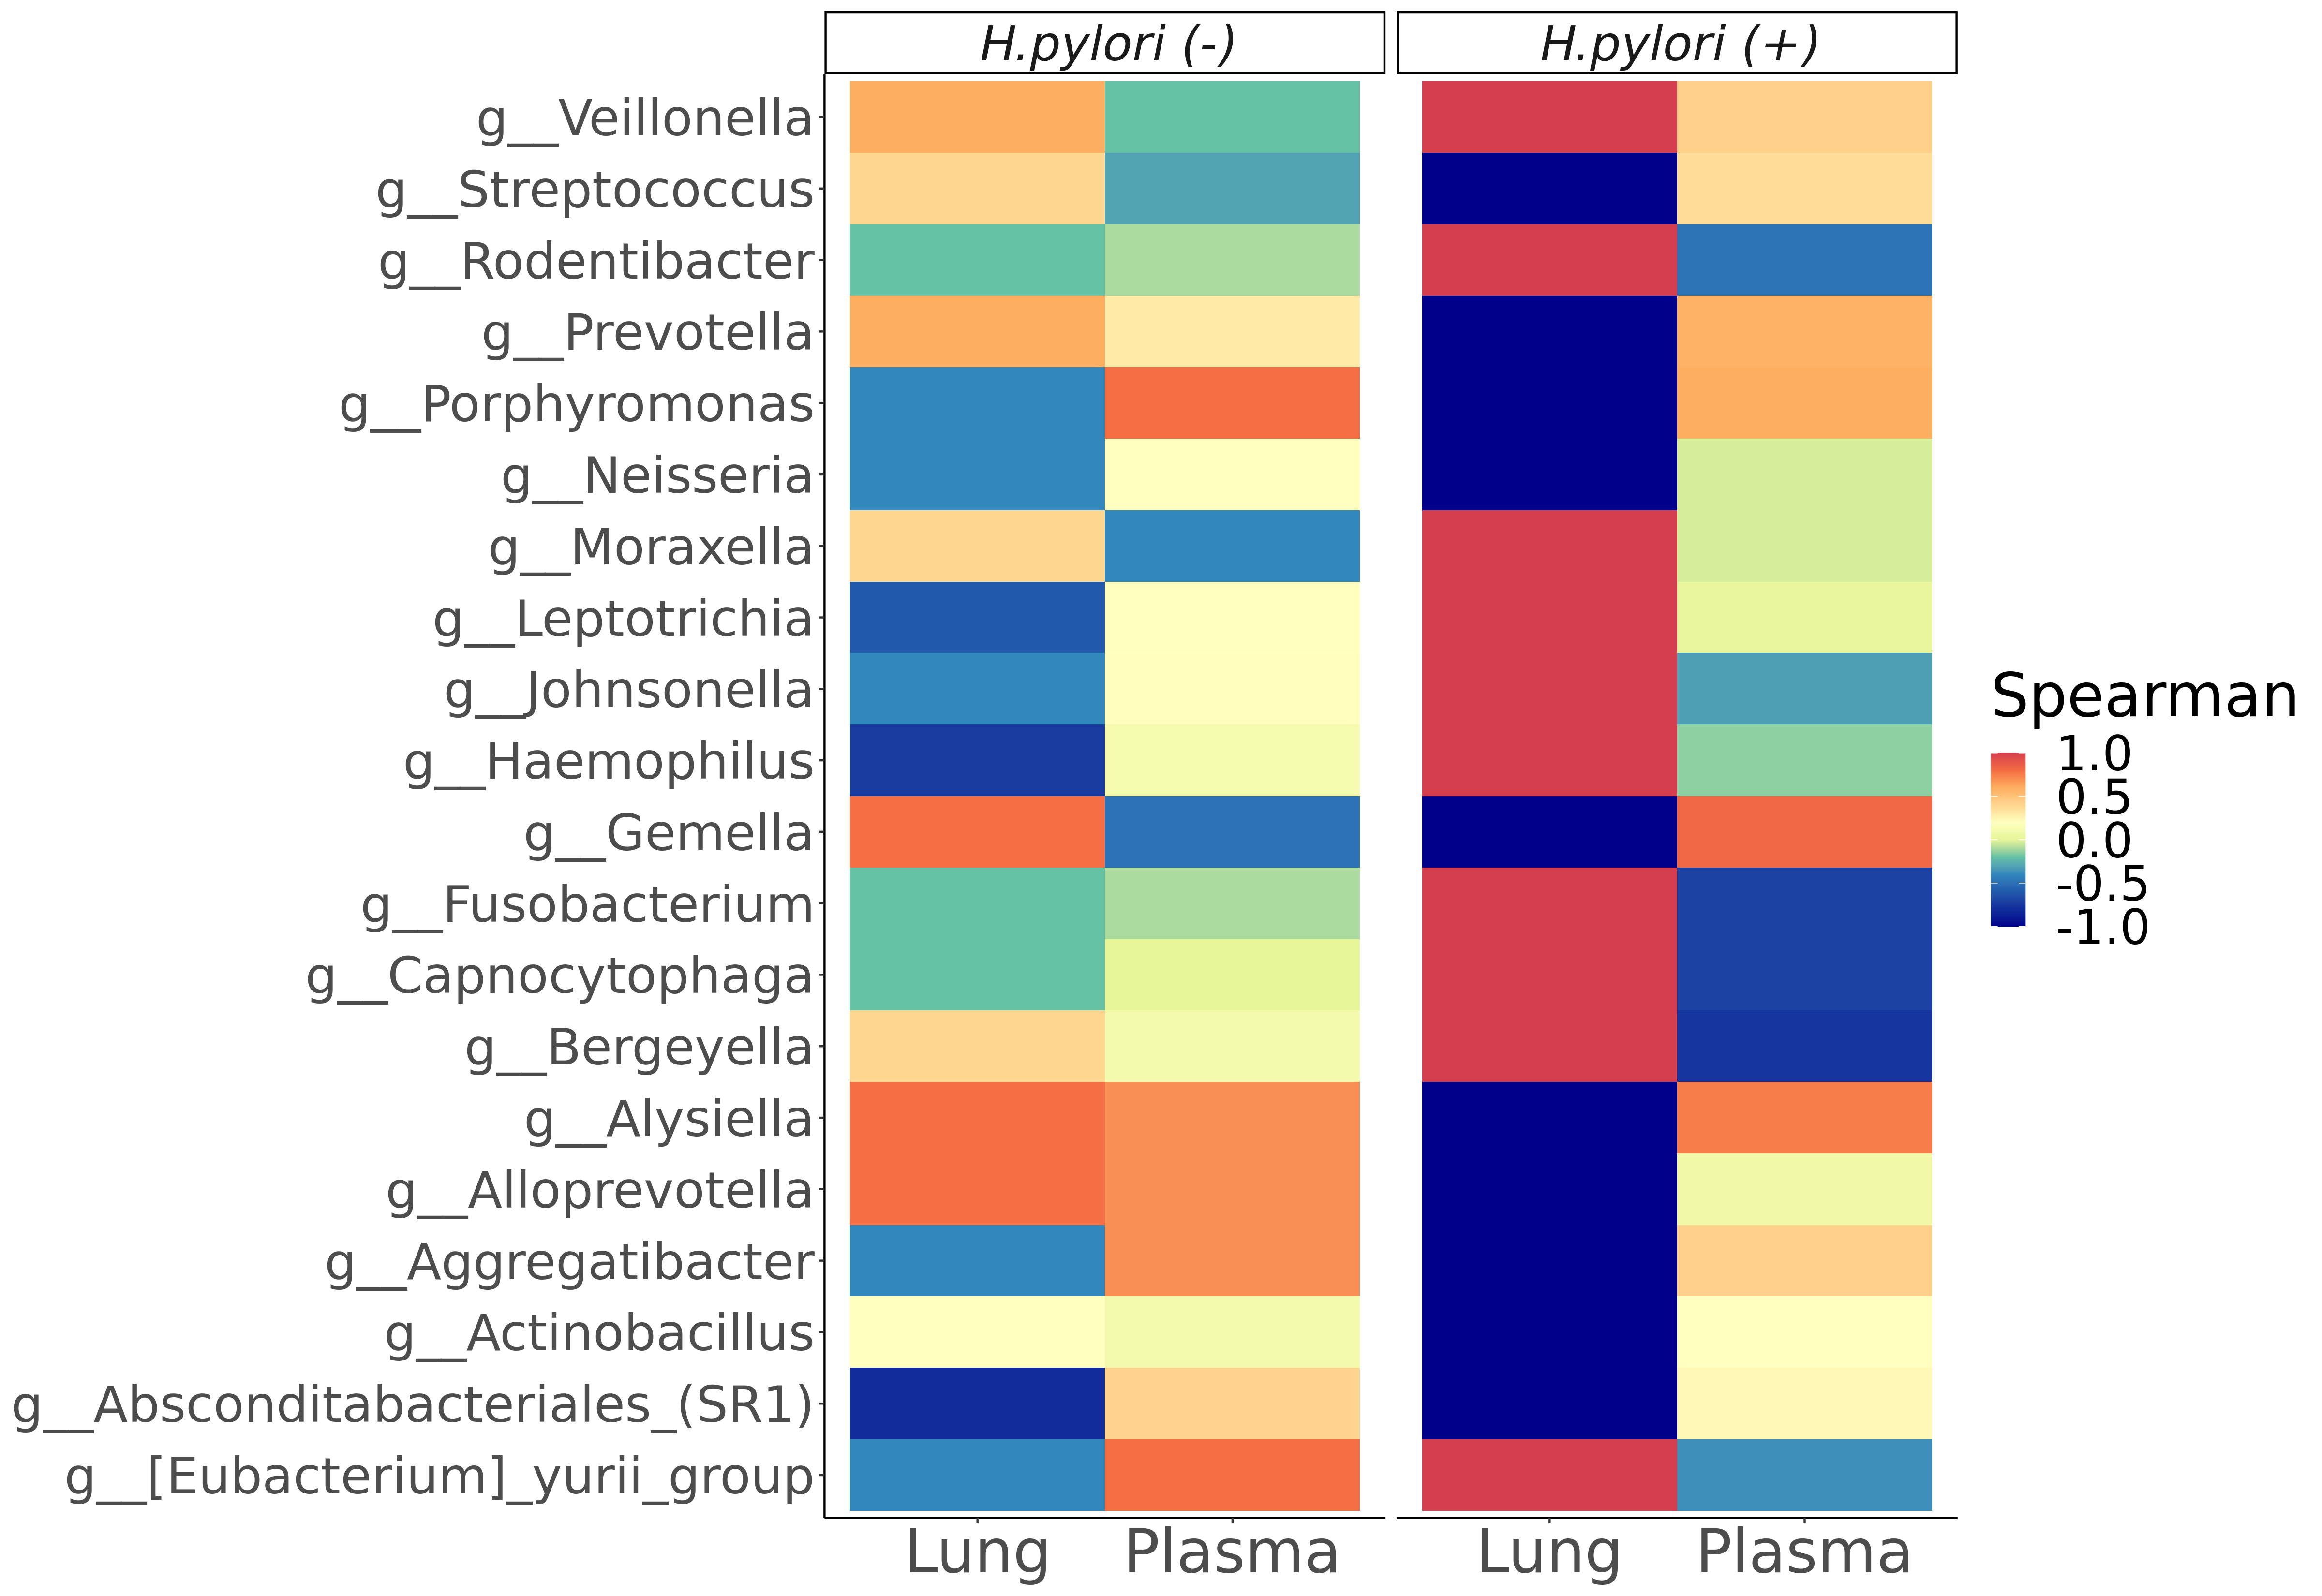 H.pylori (-) H.pylori (+)
g__Veillonella
g__Streptococcus
g__Rodentibacter
g__Prevotella
g__Porphyromonas
g__Neisseria
g__Moraxella
g__Leptotrichia
g__Johnsonella
g__Haemophilus
g__Gemella
g__Fusobacterium
g__Capnocytophaga
g__Bergeyella
g__Alysiella
g__Alloprevotella
g__Aggregatibacter
g__Actinobacillus
g__Absconditabacteriales_(SR1)
g__[Eubacterium]_yurii_group
Lung Plasma Lung Plasma
Spearman
1.0
0.5
0.0
-0.5
-1.0